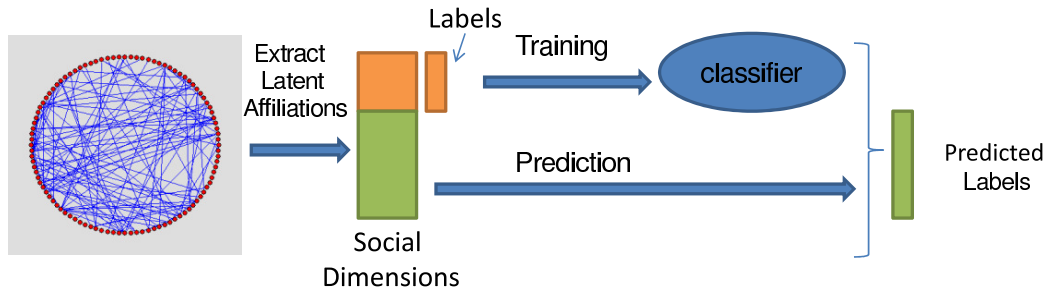 Labels
Extract
Latent
Affiliations
Training
classifier
Prediction
Predicted
Labels
Social
Dimensions